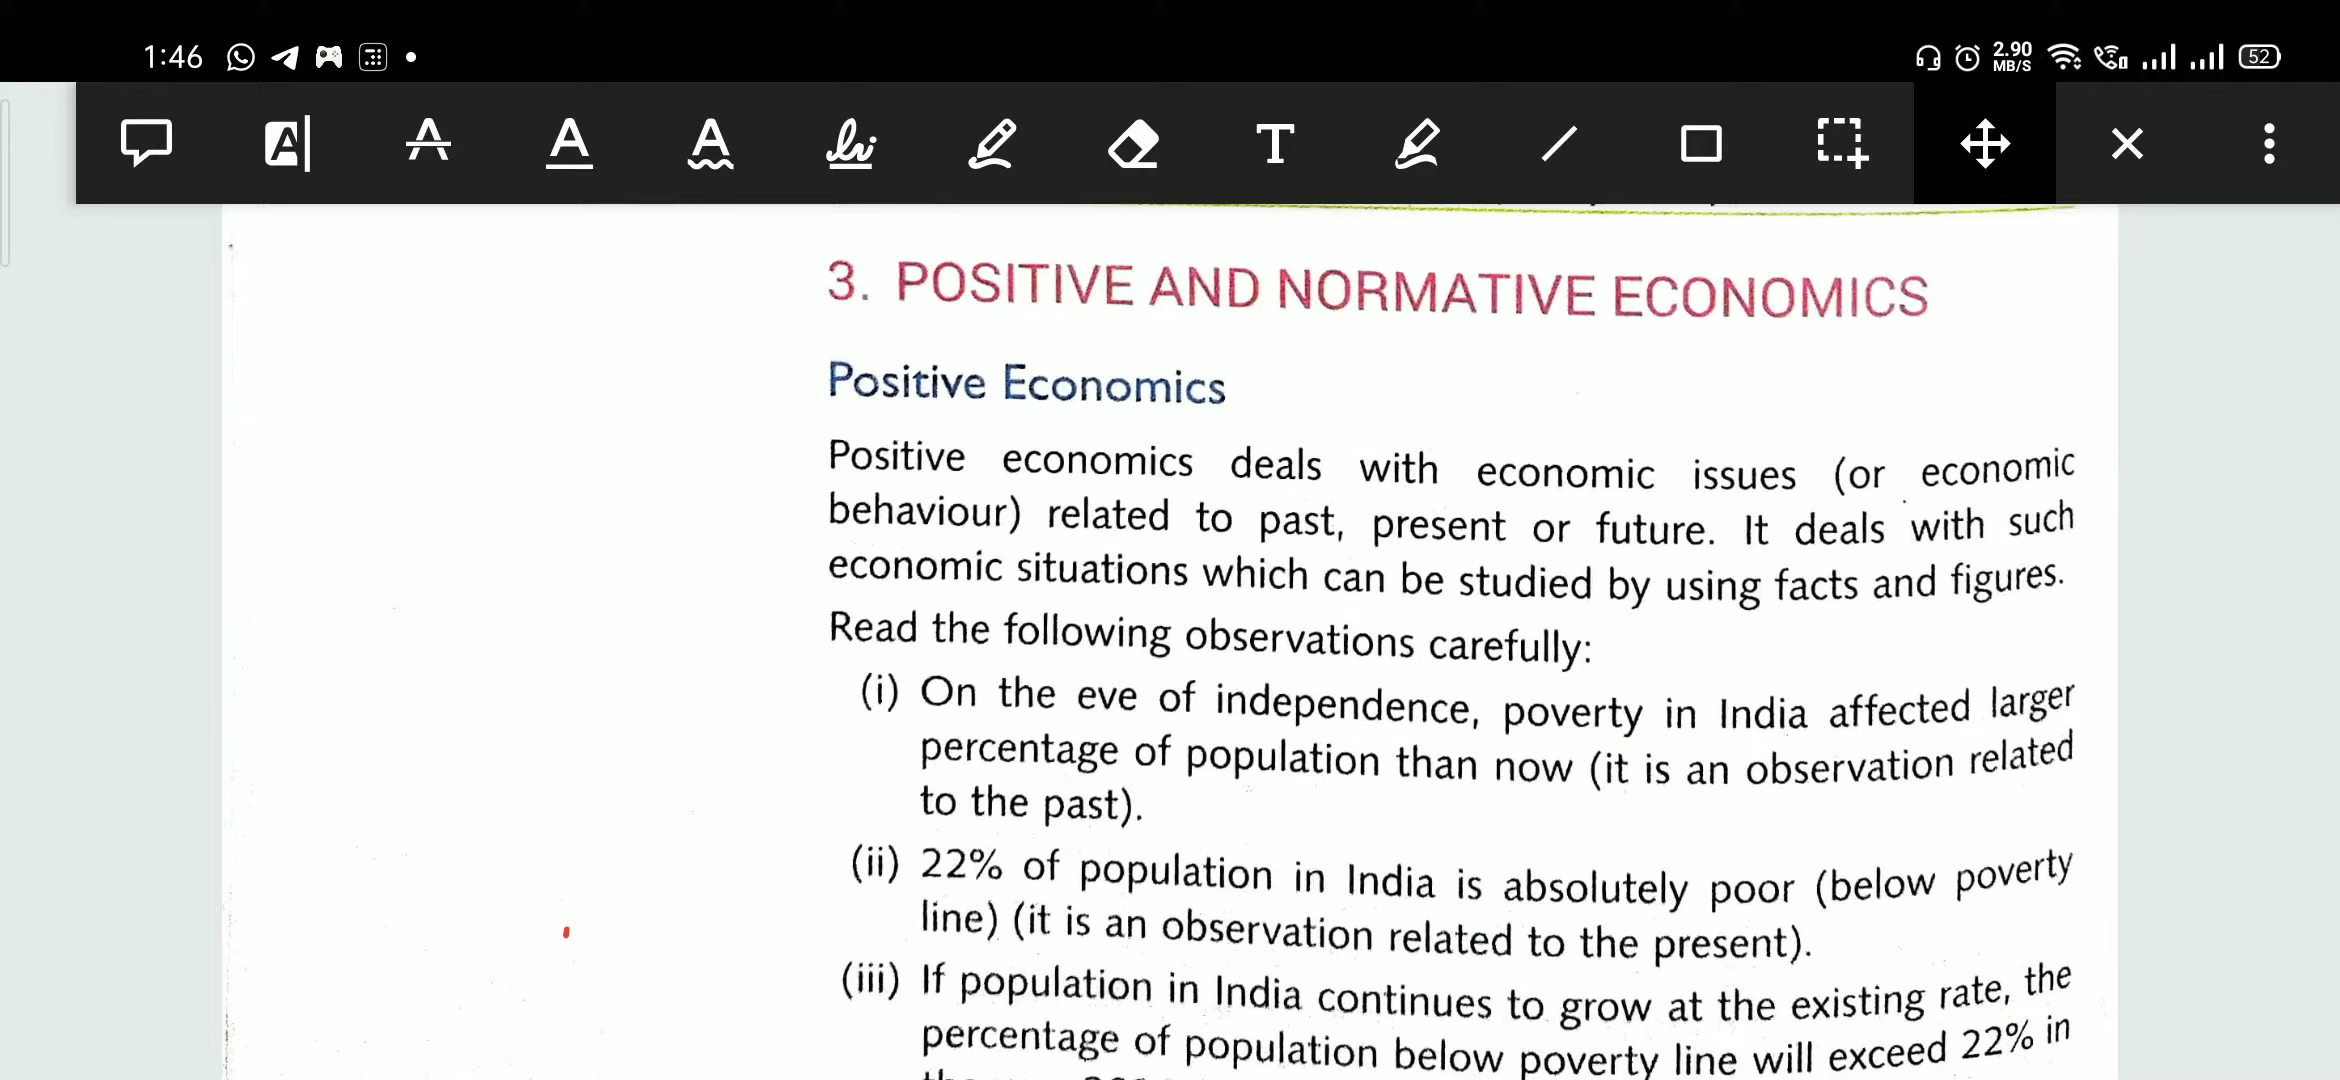 1:46
2.90
MB/S
52
3. POSITIVE AND NORMATIVE ECONOMICS
Positive Economics
Positive economics deals with economic issues (or economic
behaviour) related to past, present or future. It deals with such
economic situations which can be studied by using facts and figures.
Read the following observations carefully:
(i) On the eve of independence, poverty in India affected larger
percentage of population than now (it is an observation related
to the past).
(ii) 22% of population in India is absolutely poor (below poverty
line) (it is an observation related to the present).
(iii) If population in India continues to grow at the existing rate, the
percentage of population below poverty line will exceed 22% in